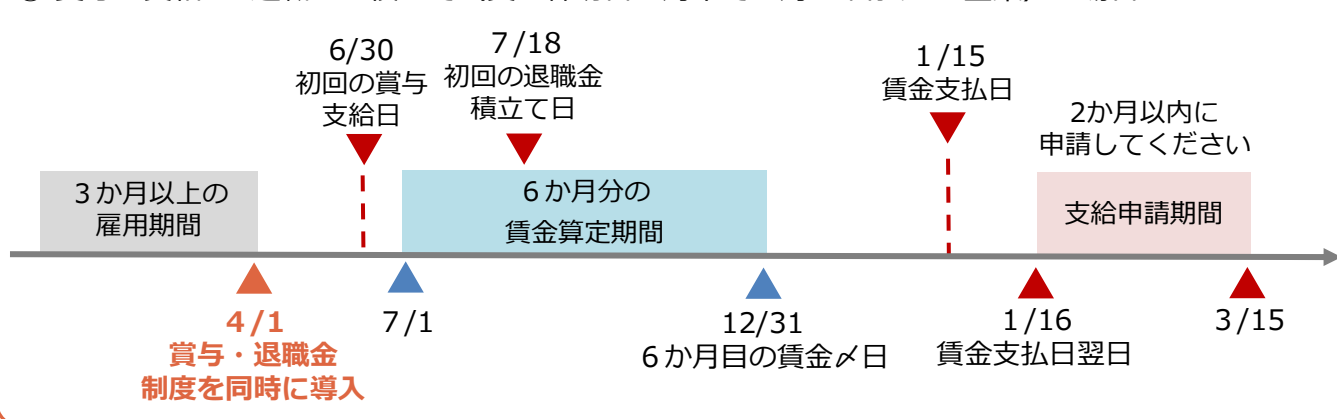 6/30
初回の賞与
支給日
7/18
初回の退職金
積立て日
1/15
賃金支払日
2か月以内に
申請してください
3か月以上の
雇用期間
6か月分の
賃金算定期間
支給申請期間
4/1
賞与・退職金
制度を同時に導入
7/1
12/31
6か月目の賃金〆日
1/16
賃金支払日翌日
3/15